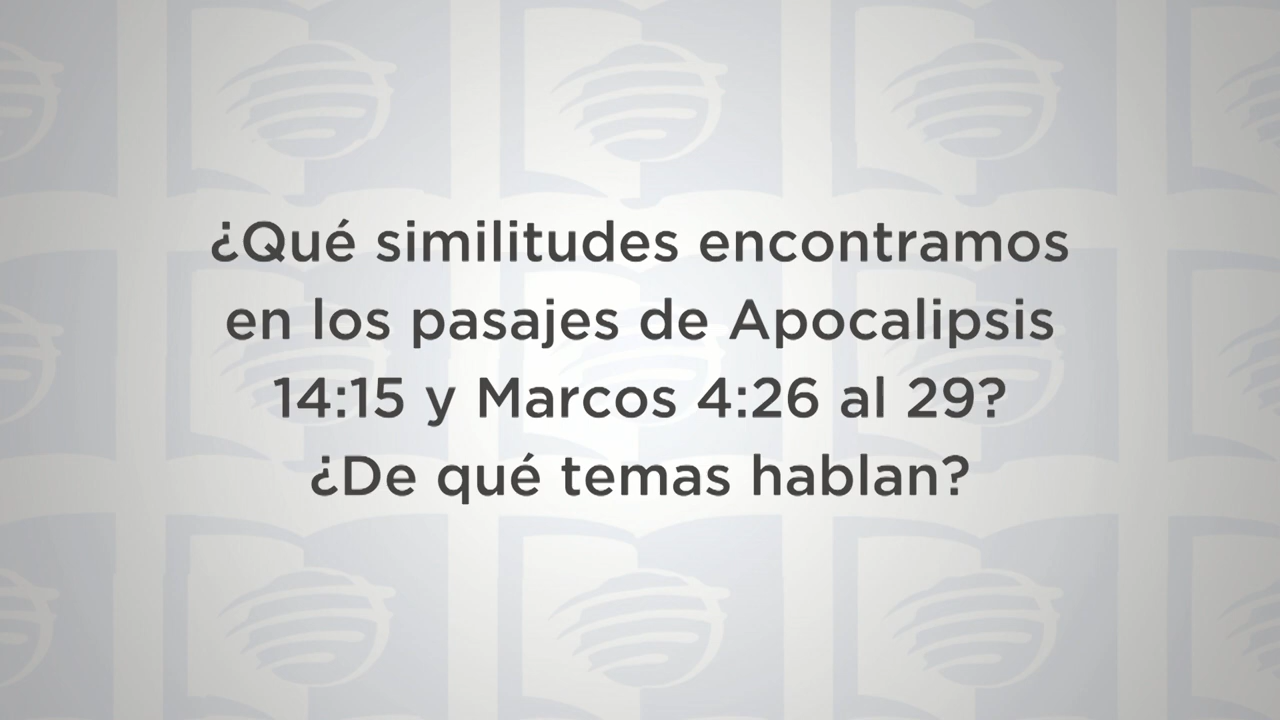 ¿Qué similitudes encontramos
en los pasajes de Apocalipsis
14:15 y Marcos 4:26 al 29?
¿De qué temas hablan?